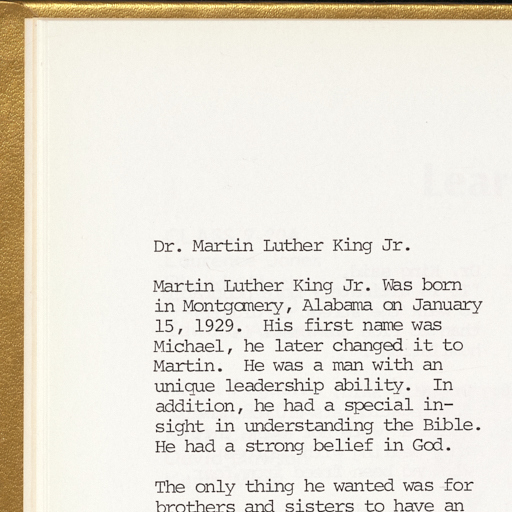 Dr. Martin Luther King Jr.
Martin Luther King Jr. Was born
in Montgomery, Alabama on January
15, 1929.  His first name was
Michael, he later changed it to
Martin.  He was a man with an
unique leadership ability.  In
addition, he had a special in-
sight in understanding the Bible.
He had a strong belief in God.
The only thing he wanted was for
brothers and sisters to have an